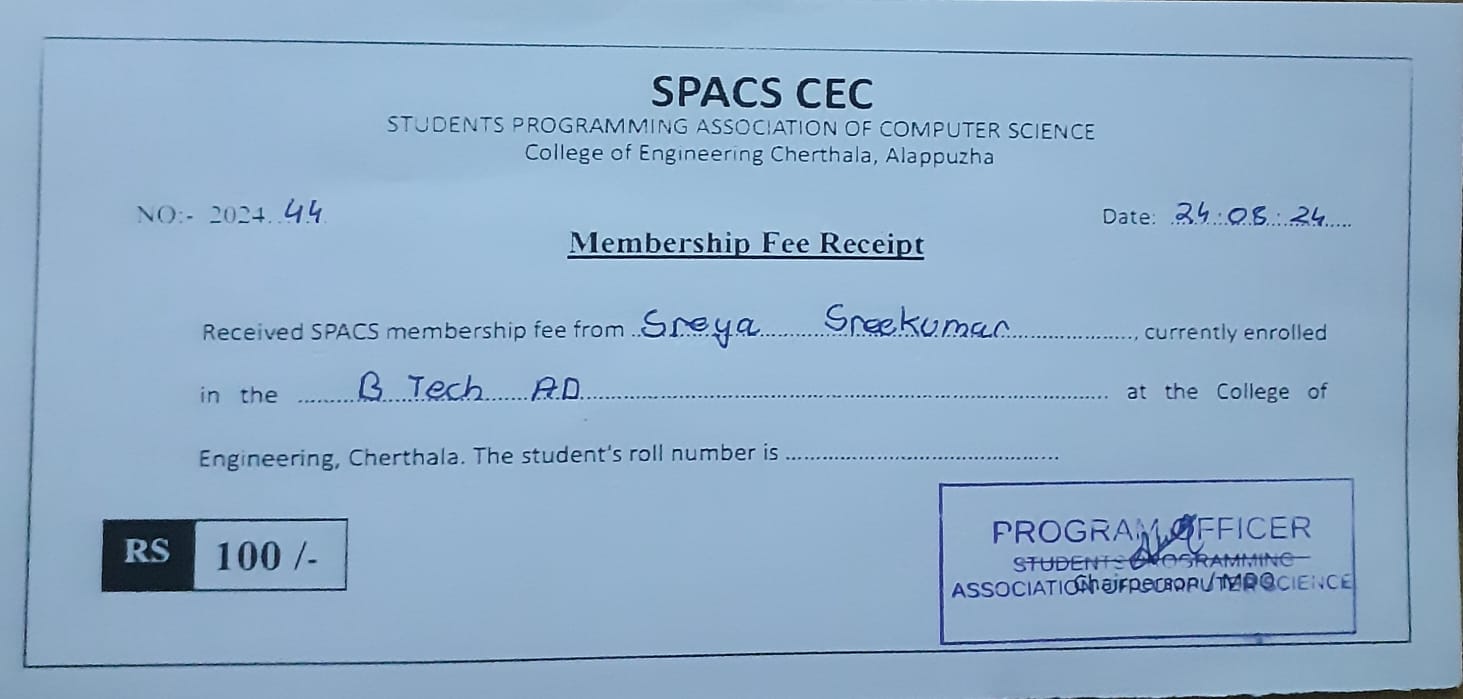 SPACS CEC
STUDENTS PROGRAMMING ASSOCIATION OF COMPUTER SCIENCE
College of Engineering Cherthala, Alappuzha
NO:- 2024..44
Date: 24:08:24
Membership Fee Receipt
Received SPACS membership fee from Sreya Sreekumar, currently enrolled
in the B Tech AD at the College of
Engineering, Cherthala. The student's roll number is
RS 100 /-
PROGRAM OFFICER
STUDENTS PROGRAMMING
ASSOCIATION OF COMPUTER SCIENCE
Chairperson / MRO